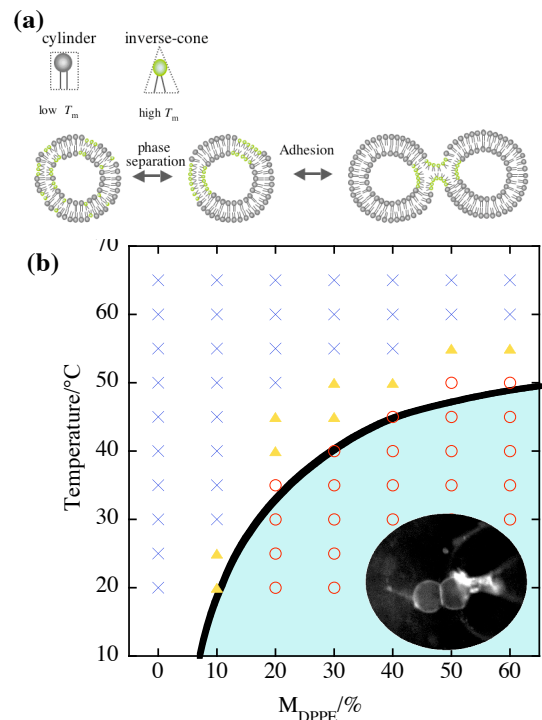 (a)
cylinder inverse-cone
low Tm high Tm
phase
separation
Adhesion
(b)
70
60
50
40
30
20
10
Temperature/°C
0 10 20 30 40 50 60
MDPPE/%